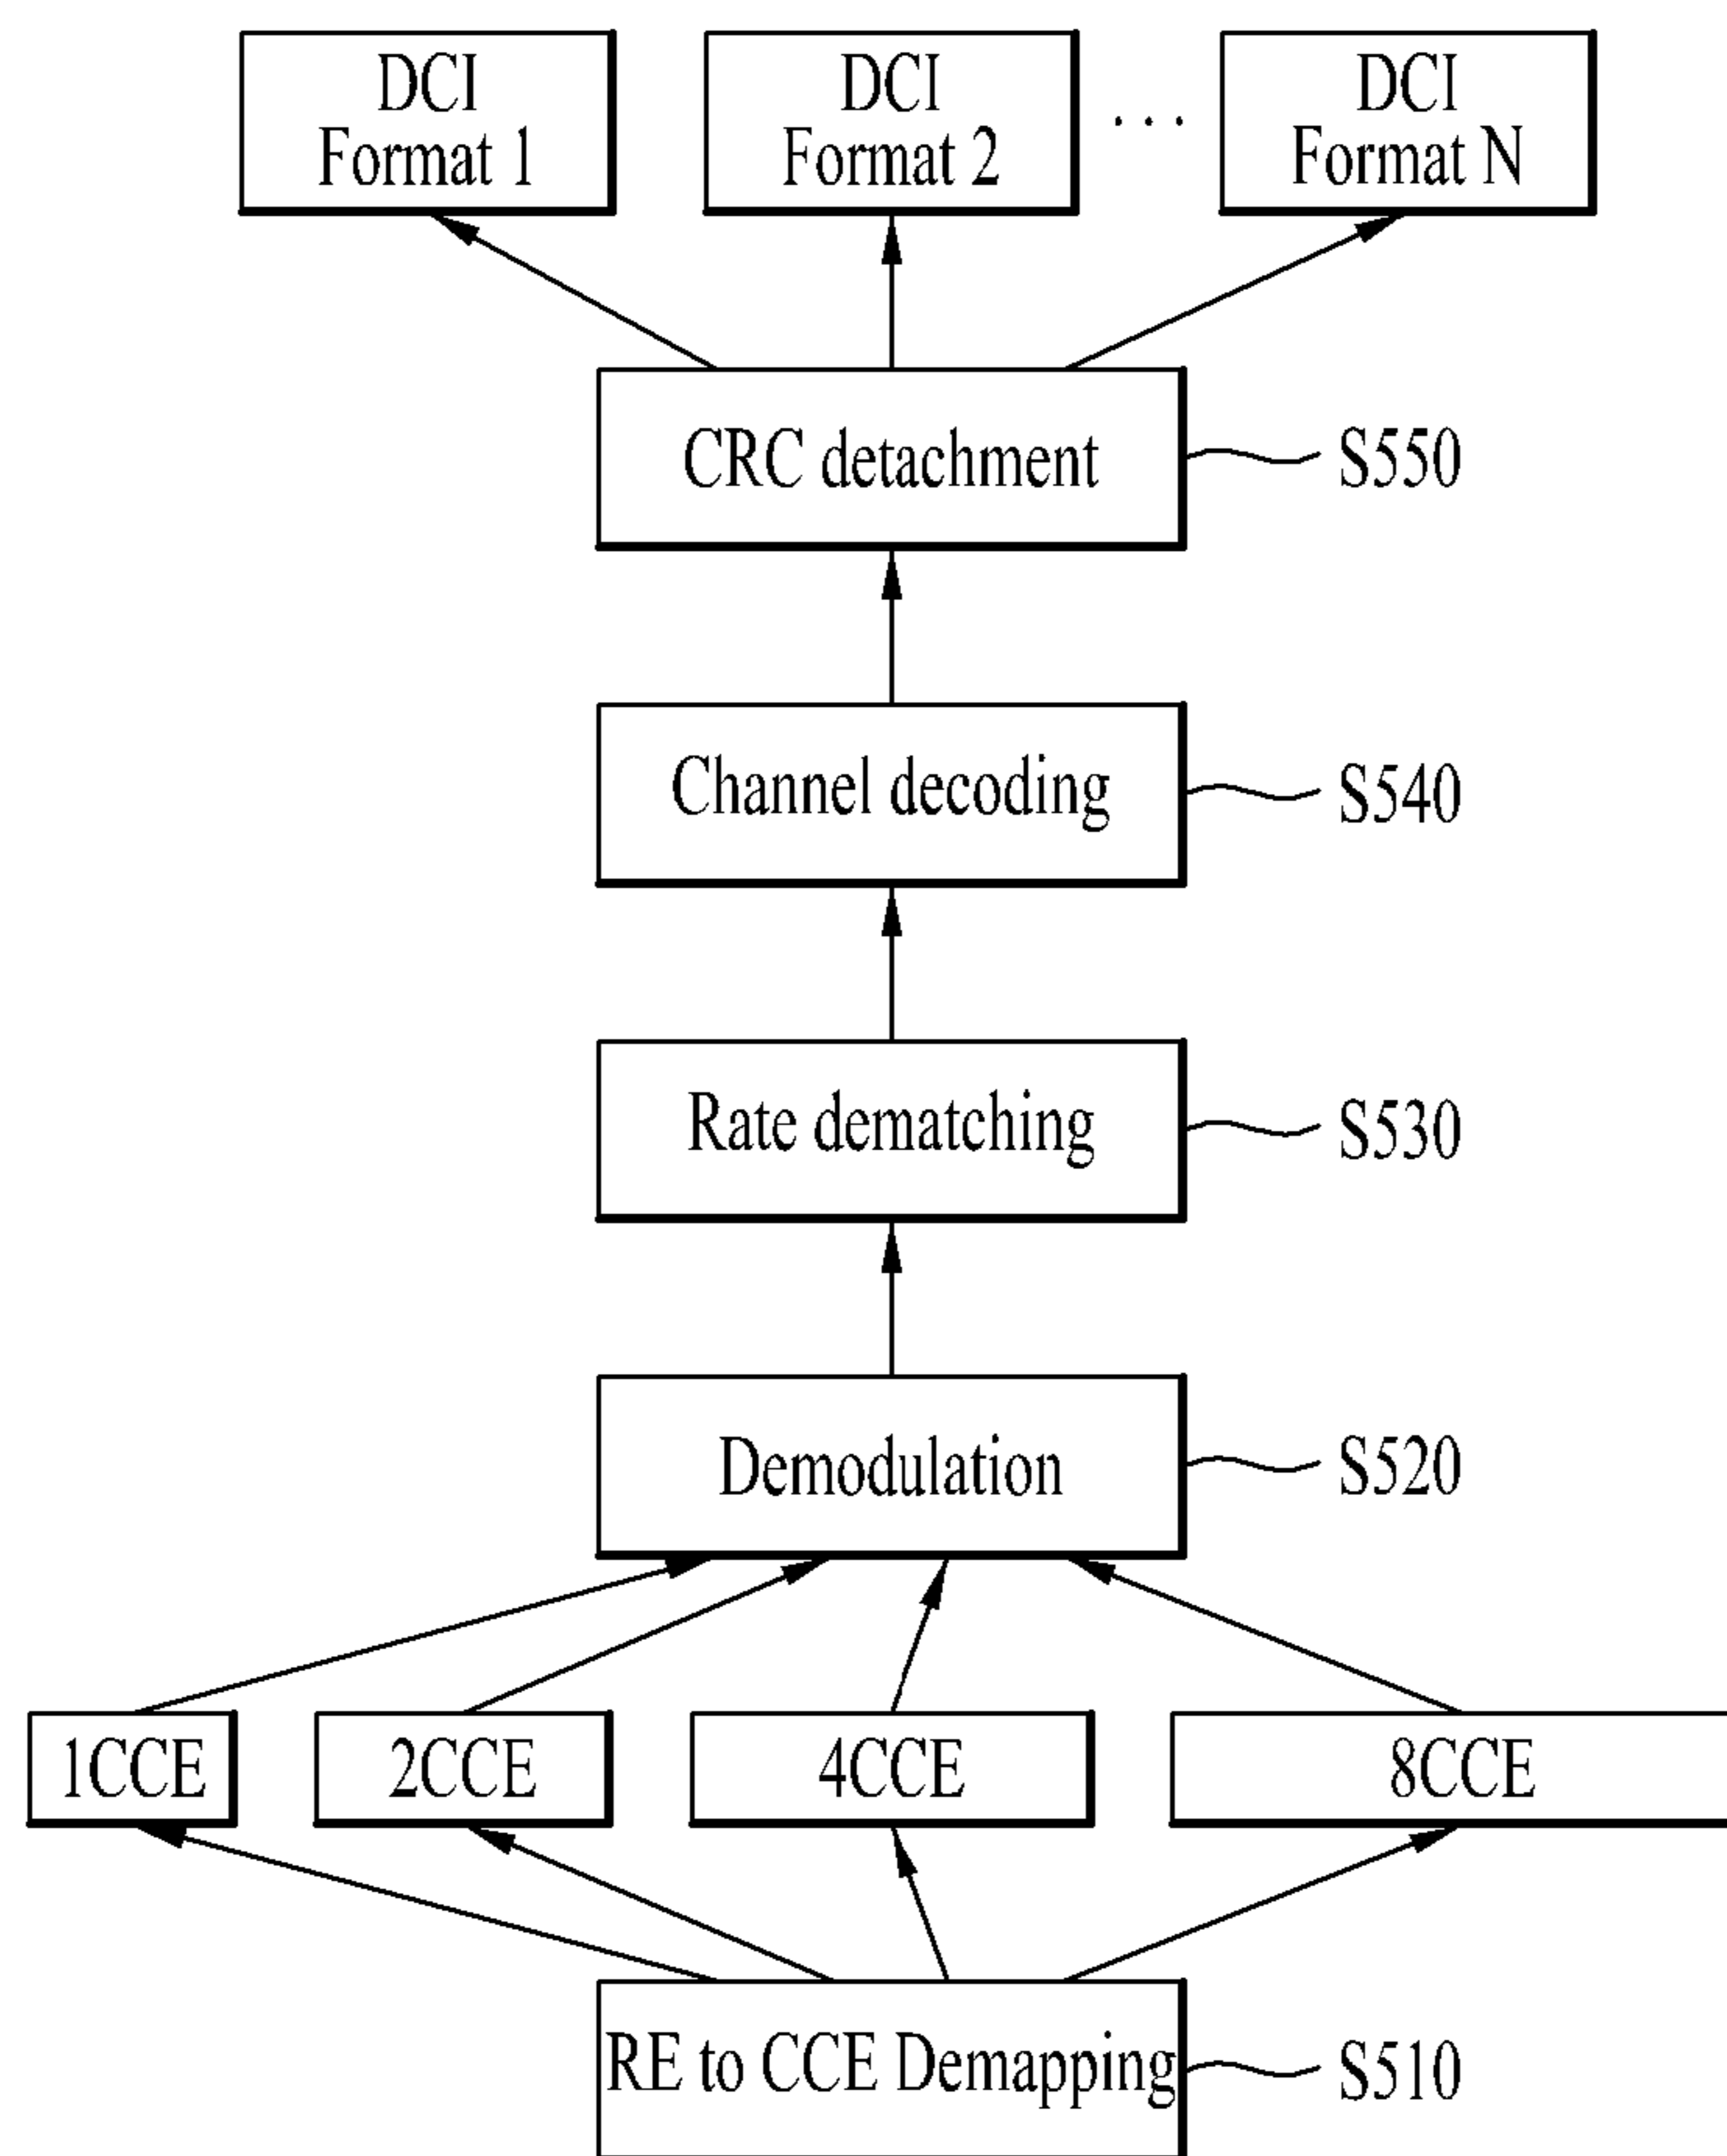 DCI
Format 1
DCI
Format 2
...
DCI
Format N
CRC detachment
S550
Channel decoding
S540
Rate dematching
S530
Demodulation
S520
1CCE
2CCE
4CCE
8CCE
RE to CCE Demapping
S510